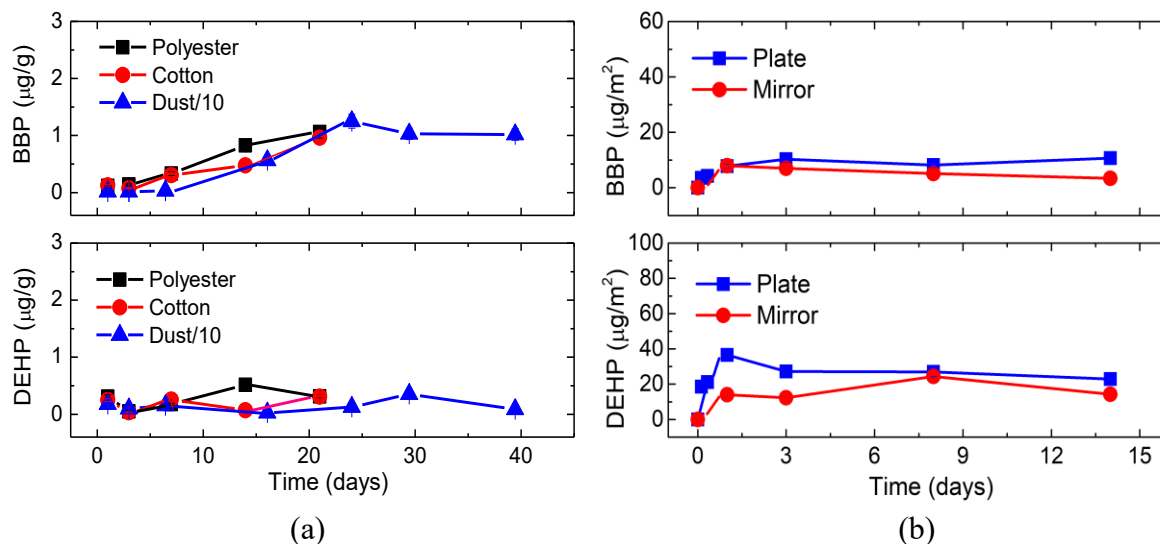 BBP (μg/g)
3
2
1
0
Polyester
Cotton
Dust/10
DEHP (μg/g)
3
2
1
0
Polyester
Cotton
Dust/10
0 10 20 30 40
Time (days)
(a)
BBP (μg/m²)
60
40
20
0
Plate
Mirror
DEHP (μg/m²)
100
80
60
40
20
0
Plate
Mirror
0 3 6 9 12 15
Time (days)
(b)